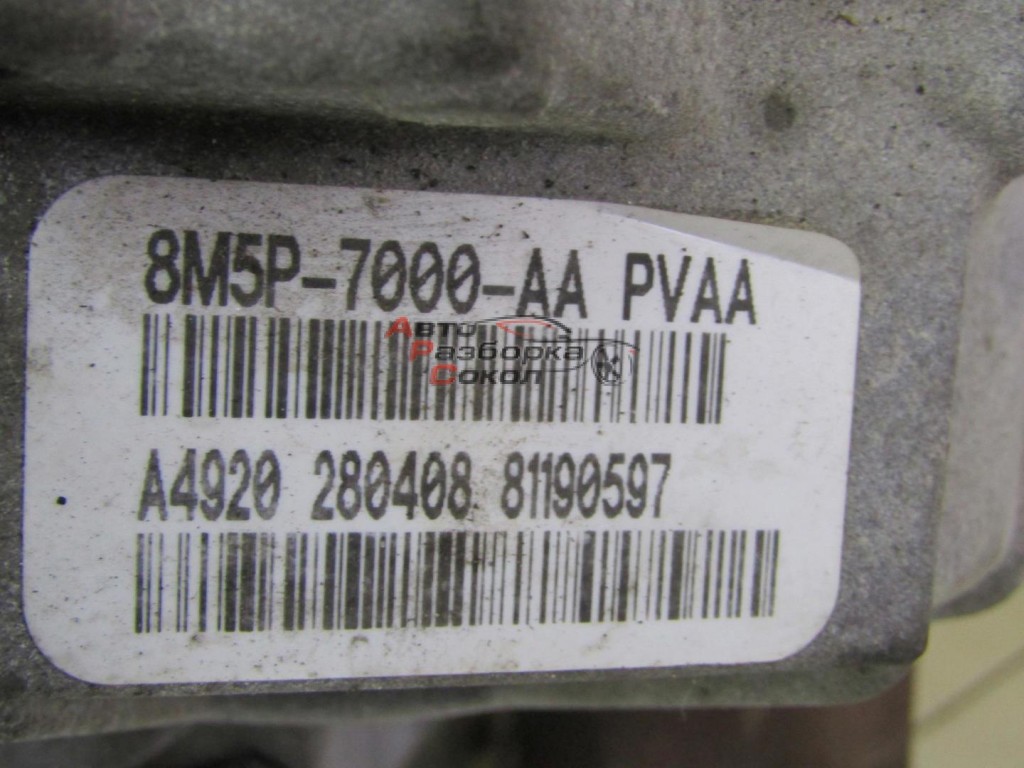 8M5P-7000-AA PVAA
Авто
Разборка
Сокол
A4920 280408 81190597